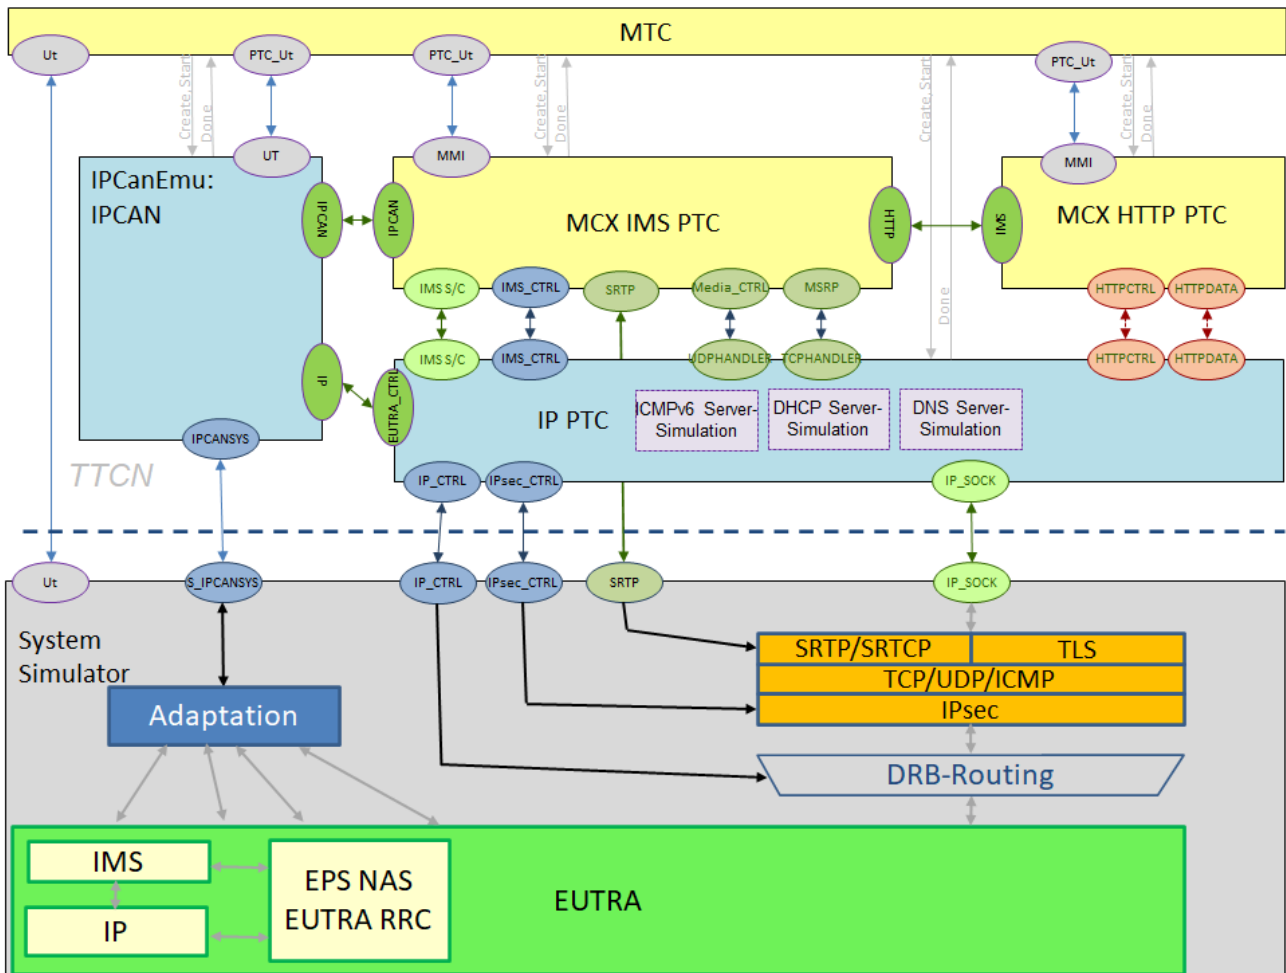 MTC
Ut
PTC_Ut
PTC_Ut
PTC_Ut
Create, Start
Done
Create, Start
Done
Create, Start
Done
Create, Start
Done
UT
MMI
MMI
IPCanEmu:
IPCAN
IPCAN
IPCAN
MCX IMS PTC
HTTP
SMI
MCX HTTP PTC
IMS S/C
IMS_CTRL
SRTP
Media_CTRL
MSRP
HTTPCTRL
HTTPDATA
IMS S/C
IMS_CTRL
UDPHANDLER
TCPHANDLER
HTTPCTRL
HTTPDATA
IP
EUTRA_CTRL
IP PTC
ICMPv6 Server-
Simulation
DHCP Server-
Simulation
DNS Server-
Simulation
IPCANSYS
TTCN
IP_CTRL
IPsec_CTRL
IP_SOCK
Ut
S_IPCANSYS
IP_CTRL
IPsec_CTRL
SRTP
IP_SOCK
System
Simulator
SRTP/SRTCP
TLS
TCP/UDP/ICMP
IPsec
Adaptation
DRB-Routing
IMS
IP
EPS NAS
EUTRA RRC
EUTRA